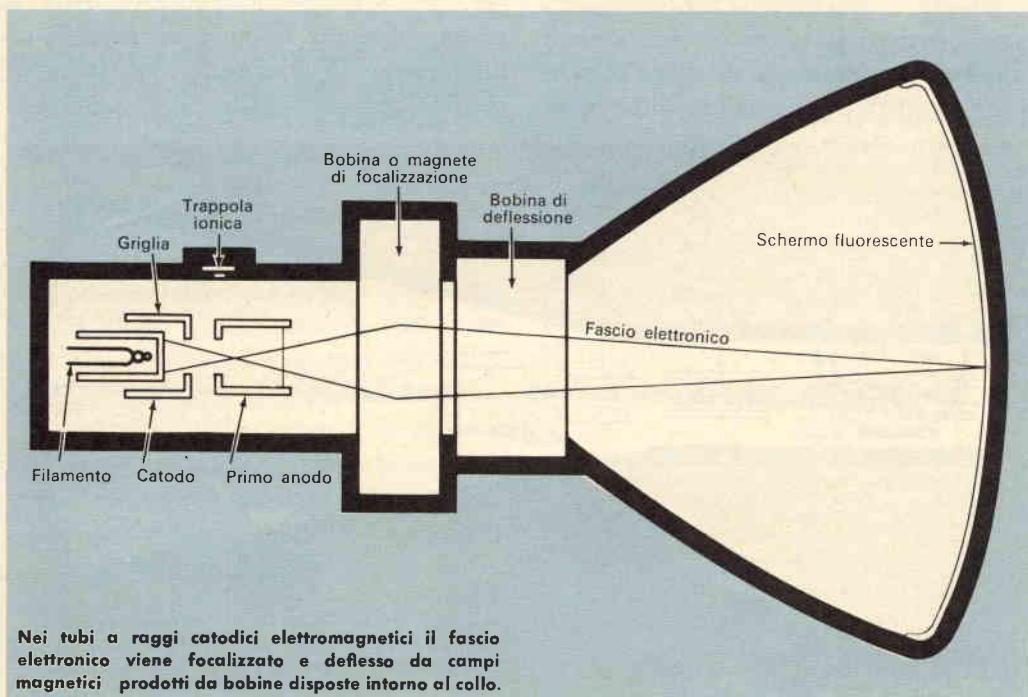 Bobina o magnete
di focalizzazione
Trappola
ionica
Bobina di
deflessione
Griglia
Schermo fluorescente
Fascio elettronico
Filamento
Catodo
Primo anodo
Nei tubi a raggi catodici elettromagnetici il fascio
elettronico viene focalizzato e deflesso da campi
magnetici prodotti da bobine disposte intorno al collo.